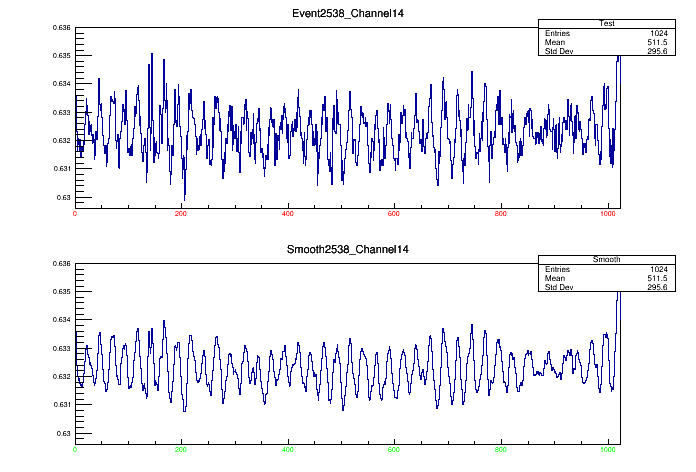 Event2538_Channel14
Test
Entries 1024
Mean 511.5
Std Dev 295.6
0.636
0.635
0.634
0.633
0.632
0.631
0.63
0 200 400 600 800 1000
Smooth2538_Channel14
Smooth
Entries 1024
Mean 511.5
Std Dev 295.6
0.636
0.635
0.634
0.633
0.632
0.631
0.63
0 200 400 600 800 1000